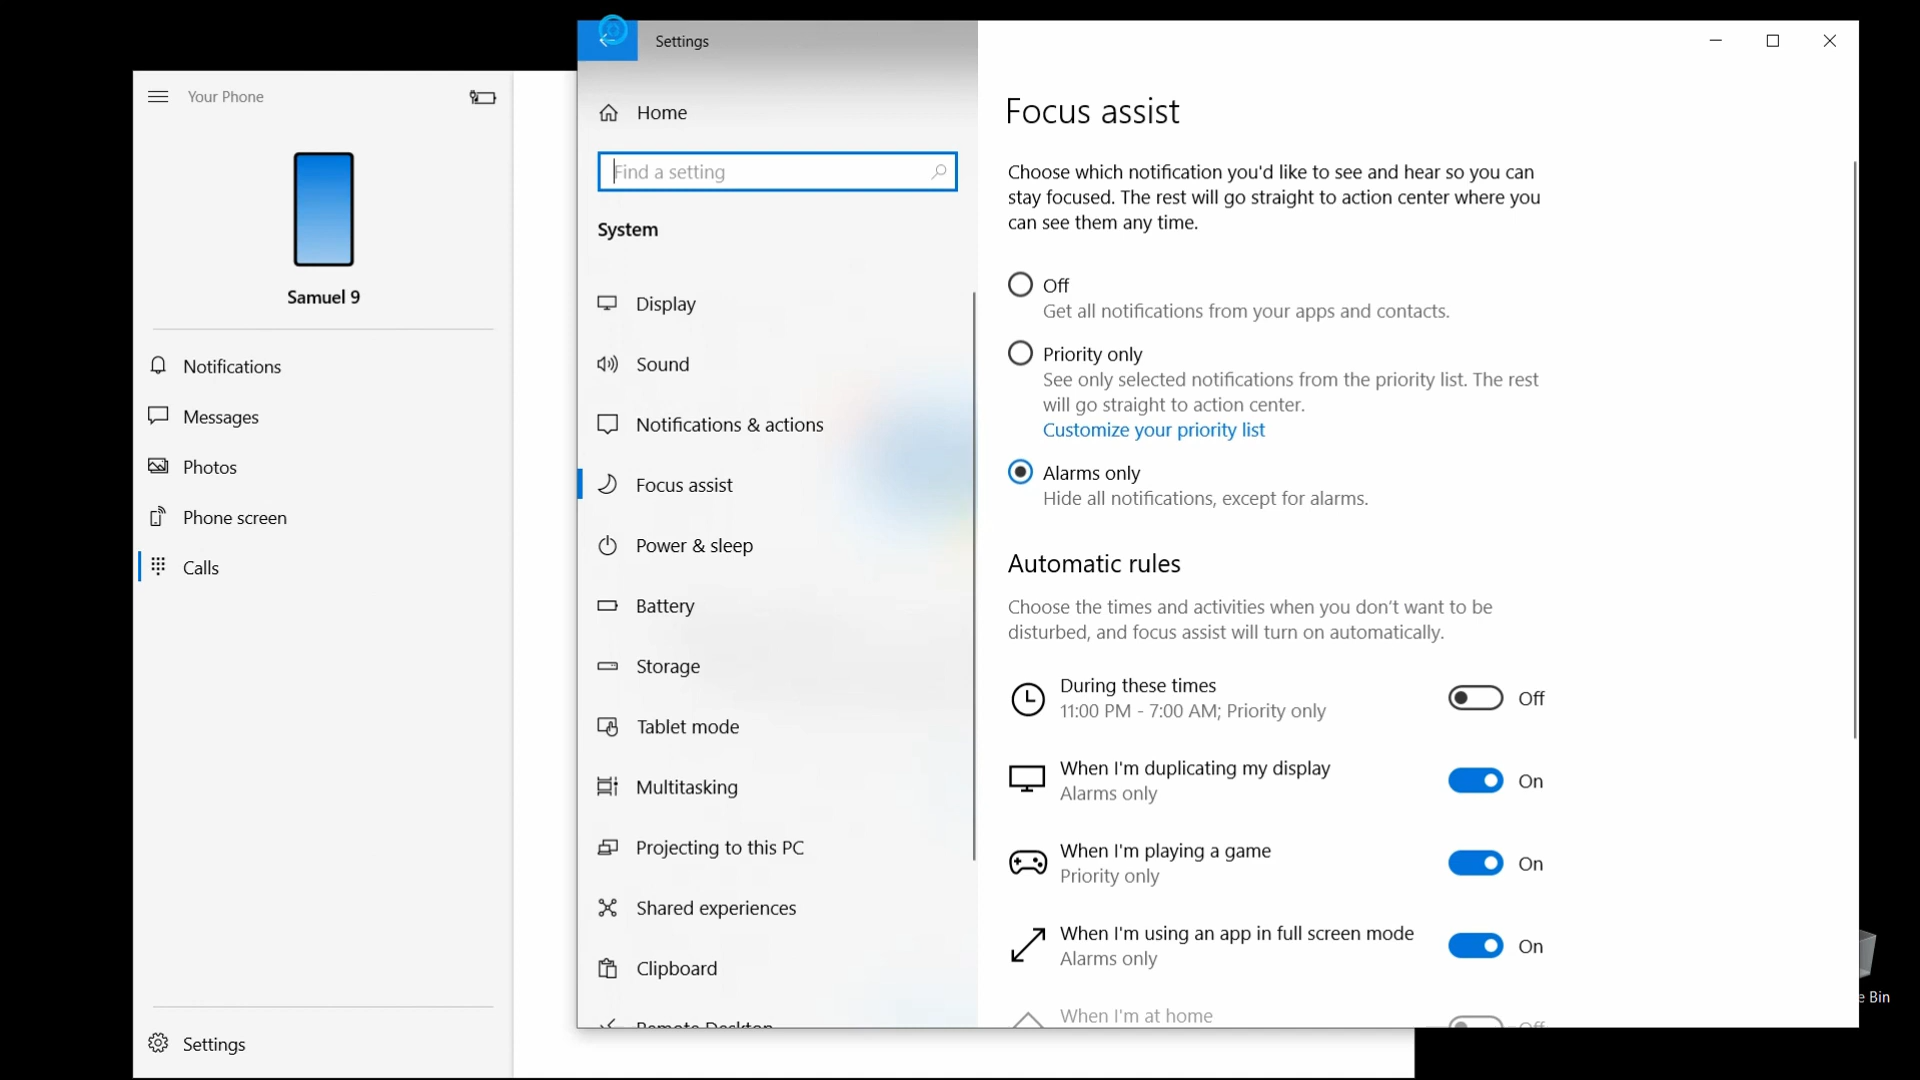 Your Phone
Samuel 9
Notifications
Messages
Photos
Phone screen
Calls
Settings
Settings
Home
Find a setting
System
Display
Sound
Notifications & actions
Focus assist
Power & sleep
Battery
Storage
Tablet mode
Multitasking
Projecting to this PC
Shared experiences
Clipboard
Remote Desktop
Focus assist
Choose which notification you'd like to see and hear so you can
stay focused. The rest will go straight to action center where you
can see them any time.
Off
Get all notifications from your apps and contacts.
Priority only
See only selected notifications from the priority list. The rest
will go straight to action center.
Customize your priority list
Alarms only
Hide all notifications, except for alarms.
Automatic rules
Choose the times and activities when you don't want to be
disturbed, and focus assist will turn on automatically.
During these times
11:00 PM - 7:00 AM; Priority only
Off
When I'm duplicating my display
Alarms only
On
When I'm playing a game
Priority only
On
When I'm using an app in full screen mode
Alarms only
On
When I'm at home
Off
e Bin